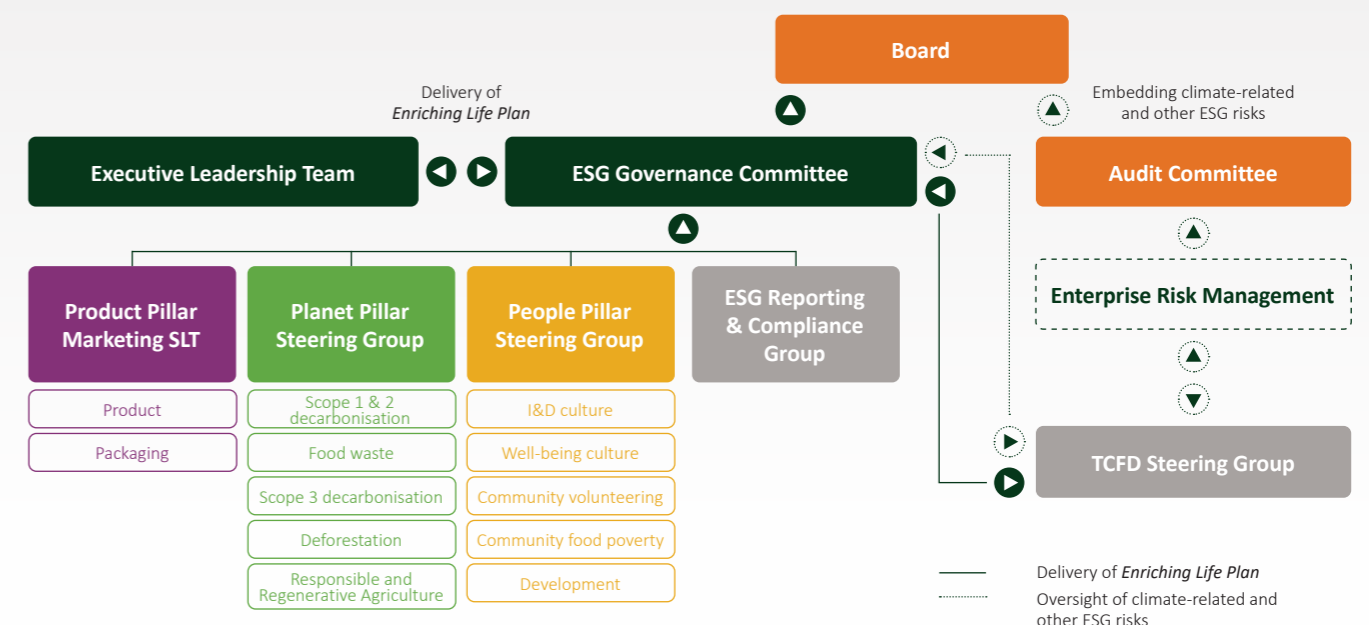 Board
Delivery of
Enriching Life Plan
Embedding climate-related
and other ESG risks
Executive Leadership Team
ESG Governance Committee
Audit Committee
Product Pillar
Marketing SLT
Planet Pillar
Steering Group
People Pillar
Steering Group
ESG Reporting
& Compliance
Group
Enterprise Risk Management
Product
Packaging
Scope 1 & 2
decarbonisation
Food waste
Scope 3 decarbonisation
Deforestation
Responsible and
Regenerative Agriculture
I&D culture
Well-being culture
Community volunteering
Community food poverty
Development
TCFD Steering Group
Delivery of Enriching Life Plan
Oversight of climate-related and
other ESG risks